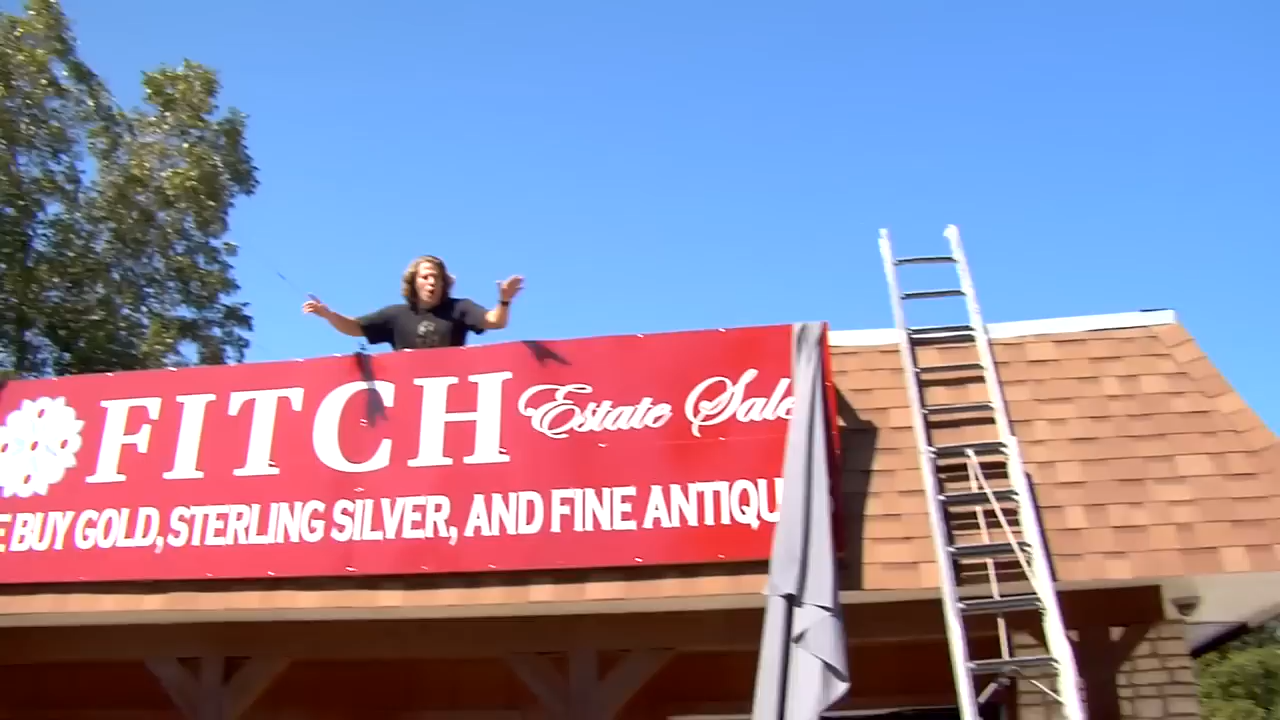 FITCH Estate Sale
E BUY GOLD, STERLING SILVER, AND FINE ANTIQU